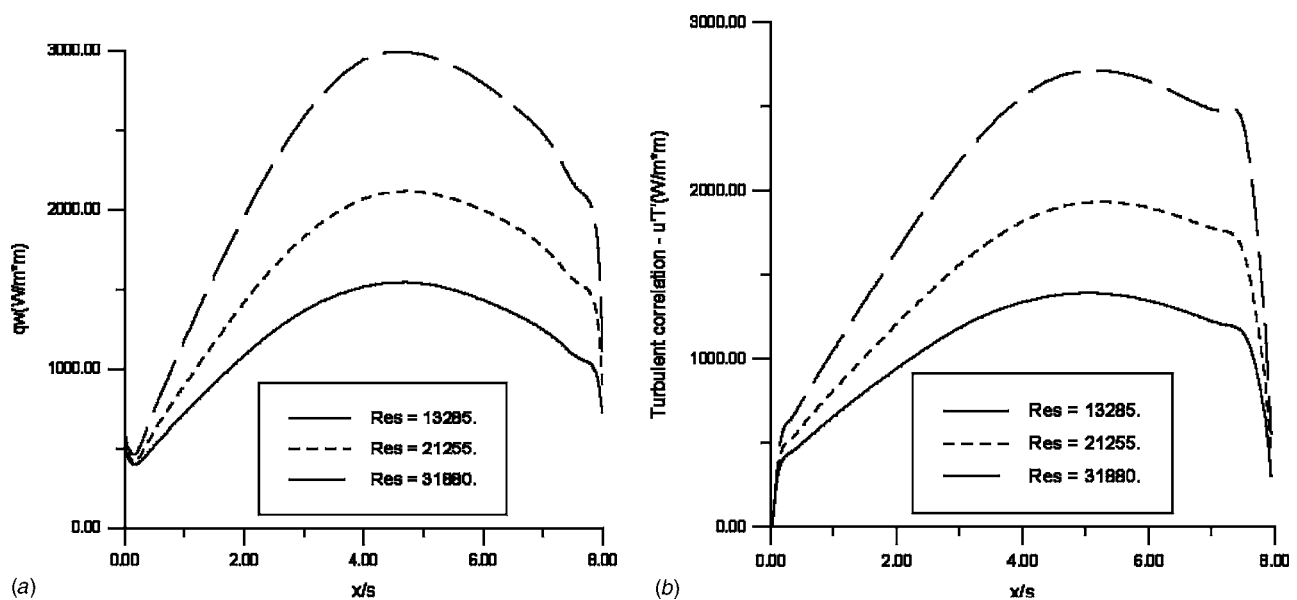 3000.00
2000.00
1000.00
0.00
qw(W/m*m)
Res = 13285.
Res = 21255.
Res = 31880.
0.00 2.00 4.00 6.00 8.00
x/s
(a)
3000.00
2000.00
1000.00
0.00
Turbulent correlation - u'T'(W/m*m)
Res = 13285.
Res = 21255.
Res = 31880.
0.00 2.00 4.00 6.00 8.00
x/s
(b)